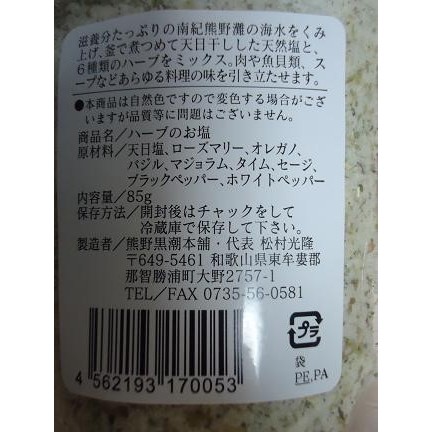 滋養分たっぷりの南紀熊野灘の海水をくみ
上げ、釜で煮つめて天日干しした天然塩と、
6種類のハーブをミックス。肉や魚貝類、ス
ープなどあらゆる料理の味を引き立たせます。
●本商品は自然色ですので変色する場合がござ
いますが品質等に問題はございません。
商品名／ハーブのお塩
原材料／天日塩、ローズマリー、オレガノ、
バジル、マジョラム、タイム、セージ、
ブラックペッパー、ホワイトペッパー
内容量／85g
保存方法／開封後はチャックをして
冷蔵庫で保存して下さい。
製造者／熊野黒潮本舗・代表 松村光隆
〒649-5461 和歌山県東牟婁郡
那智勝浦町大野2757-1
TEL／FAX 0735-56-0581
4 562193 170053
プラ
袋
PE,PA